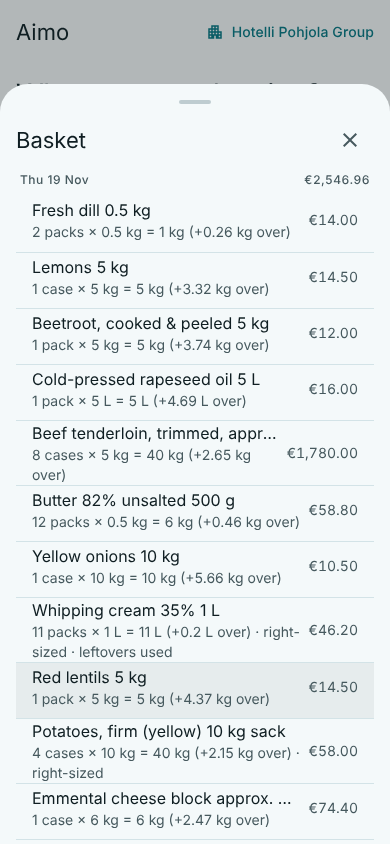 Aimo
Hotelli Pohjola Group
Basket
Thu 19 Nov
€2,546.96
Fresh dill 0.5 kg
2 packs × 0.5 kg = 1 kg (+0.26 kg over)
€14.00
Lemons 5 kg
1 case × 5 kg = 5 kg (+3.32 kg over)
€14.50
Beetroot, cooked & peeled 5 kg
1 pack × 5 kg = 5 kg (+3.74 kg over)
€12.00
Cold-pressed rapeseed oil 5 L
1 pack × 5 L = 5 L (+4.69 L over)
€16.00
Beef tenderloin, trimmed, appr...
8 cases × 5 kg = 40 kg (+2.65 kg
over)
€1,780.00
Butter 82% unsalted 500 g
12 packs × 0.5 kg = 6 kg (+0.46 kg over)
€58.80
Yellow onions 10 kg
1 case × 10 kg = 10 kg (+5.66 kg over)
€10.50
Whipping cream 35% 1 L
11 packs × 1 L = 11 L (+0.2 L over) · right-
sized · leftovers used
€46.20
Red lentils 5 kg
1 pack × 5 kg = 5 kg (+4.37 kg over)
€14.50
Potatoes, firm (yellow) 10 kg sack
4 cases × 10 kg = 40 kg (+2.15 kg over) ·
right-sized
€58.00
Emmental cheese block approx. ...
1 case × 6 kg = 6 kg (+2.47 kg over)
€74.40